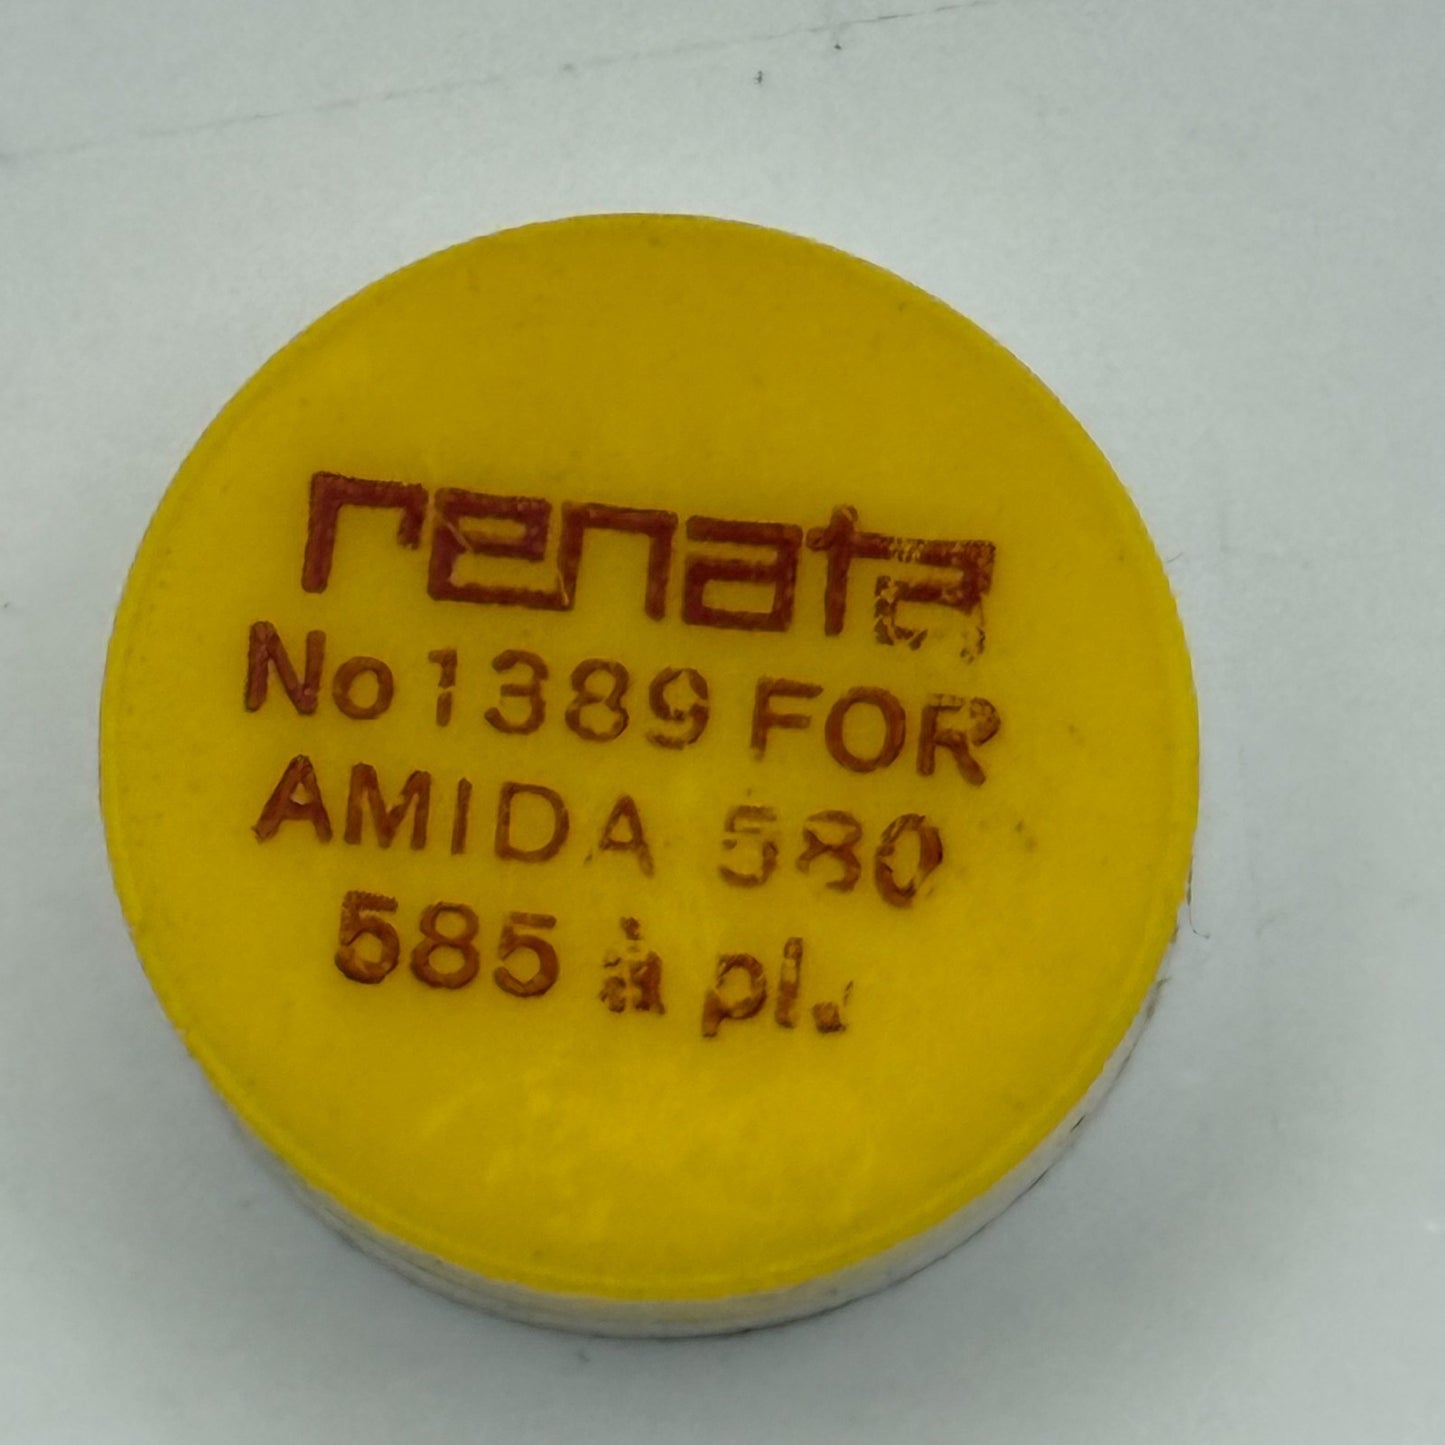 renata
No 1389 FOR
AMIDA 580
585 à pl.